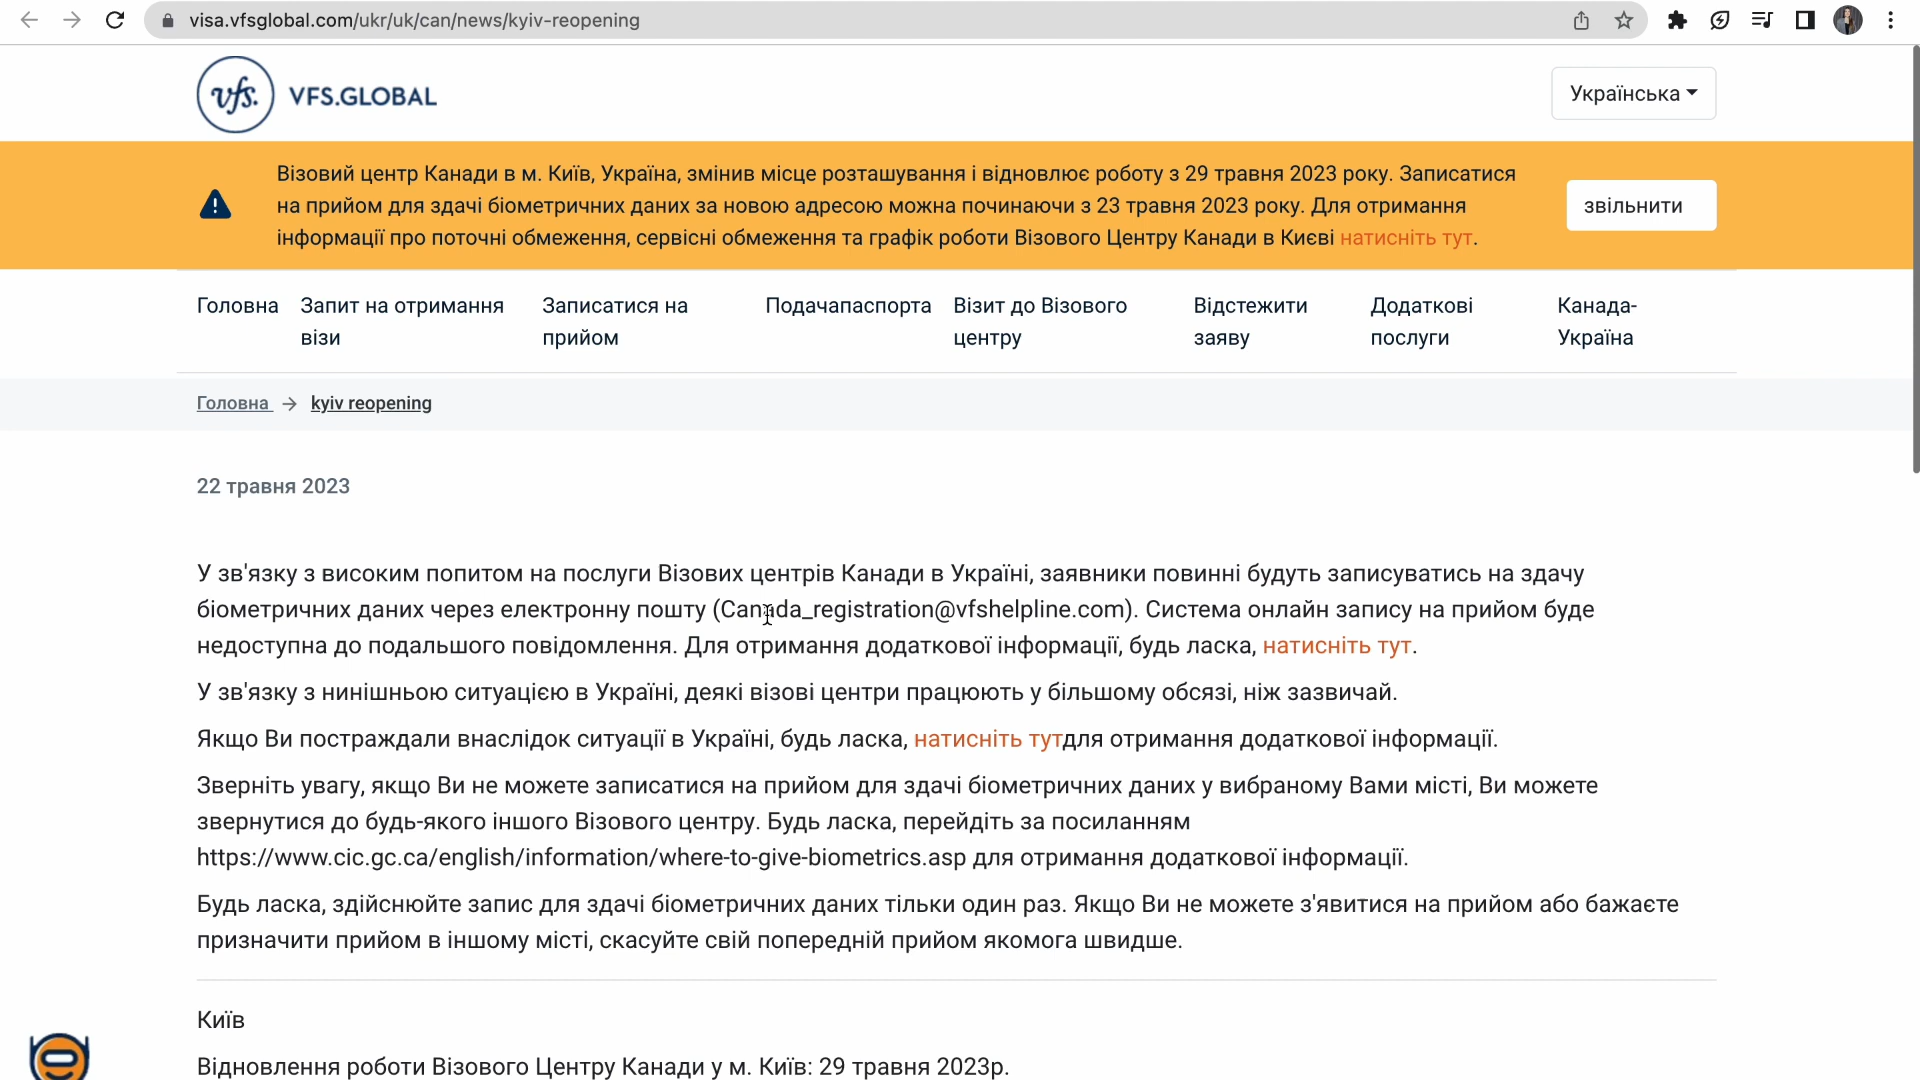 visa.vfsglobal.com/ukr/uk/can/news/kyiv-reopening
vfs.
VFS.GLOBAL
Українська
Візовий центр Канади в м. Київ, Україна, змінив місце розташування і відновлює роботу з 29 травня 2023 року. Записатися
на прийом для здачі біометричних даних за новою адресою можна починаючи з 23 травня 2023 року. Для отримання
інформації про поточні обмеження, сервісні обмеження та графік роботи Візового Центру Канади в Києві натисніть тут.
звільнити
Головна Запит на отримання Записатися на Подачапаспорта Візит до Візового Відстежити Додаткові Канада-
візи прийом центру заяву послуги Україна
Головна → kyiv reopening
22 травня 2023
У зв'язку з високим попитом на послуги Візових центрів Канади в Україні, заявники повинні будуть записуватись на здачу
біометричних даних через електронну пошту (Canada_registration@vfshelpline.com). Система онлайн запису на прийом буде
недоступна до подальшого повідомлення. Для отримання додаткової інформації, будь ласка, натисніть тут.
У зв'язку з нинішньою ситуацією в Україні, деякі візові центри працюють у більшому обсязі, ніж зазвичай.
Якщо Ви постраждали внаслідок ситуації в Україні, будь ласка, натисніть тутдля отримання додаткової інформації.
Зверніть увагу, якщо Ви не можете записатися на прийом для здачі біометричних даних у вибраному Вами місті, Ви можете
звернутися до будь-якого іншого Візового центру. Будь ласка, перейдіть за посиланням
https://www.cic.gc.ca/english/information/where-to-give-biometrics.asp для отримання додаткової інформації.
Будь ласка, здійснюйте запис для здачі біометричних даних тільки один раз. Якщо Ви не можете з'явитися на прийом або бажаєте
призначити прийом в іншому місті, скасуйте свій попередній прийом якомога швидше.
Київ
Відновлення роботи Візового Центру Канади у м. Київ: 29 травня 2023р.